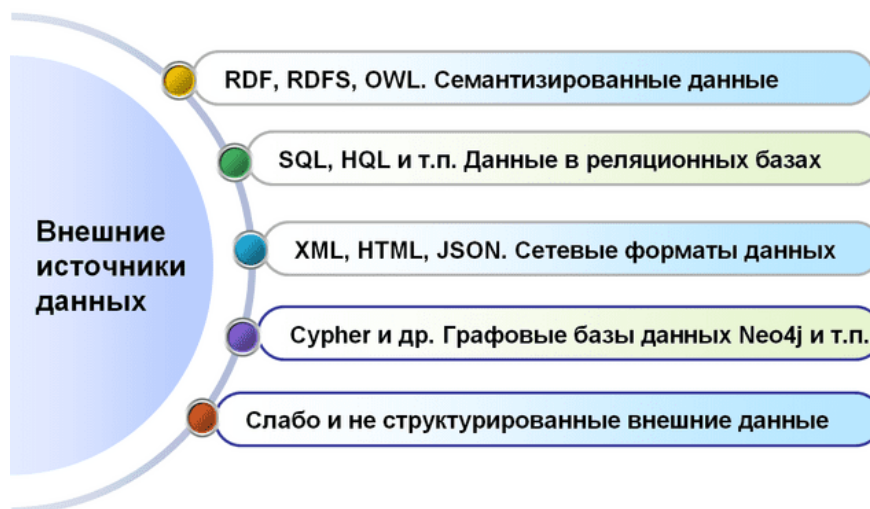 RDF, RDFS, OWL. Семантизированные данные
SQL, HQL и т.п. Данные в реляционных базах
Внешние
источники
данных
XML, HTML, JSON. Сетевые форматы данных
Cypher и др. Графовые базы данных Neo4j и т.п.
Слабо и не структурированные внешние данные